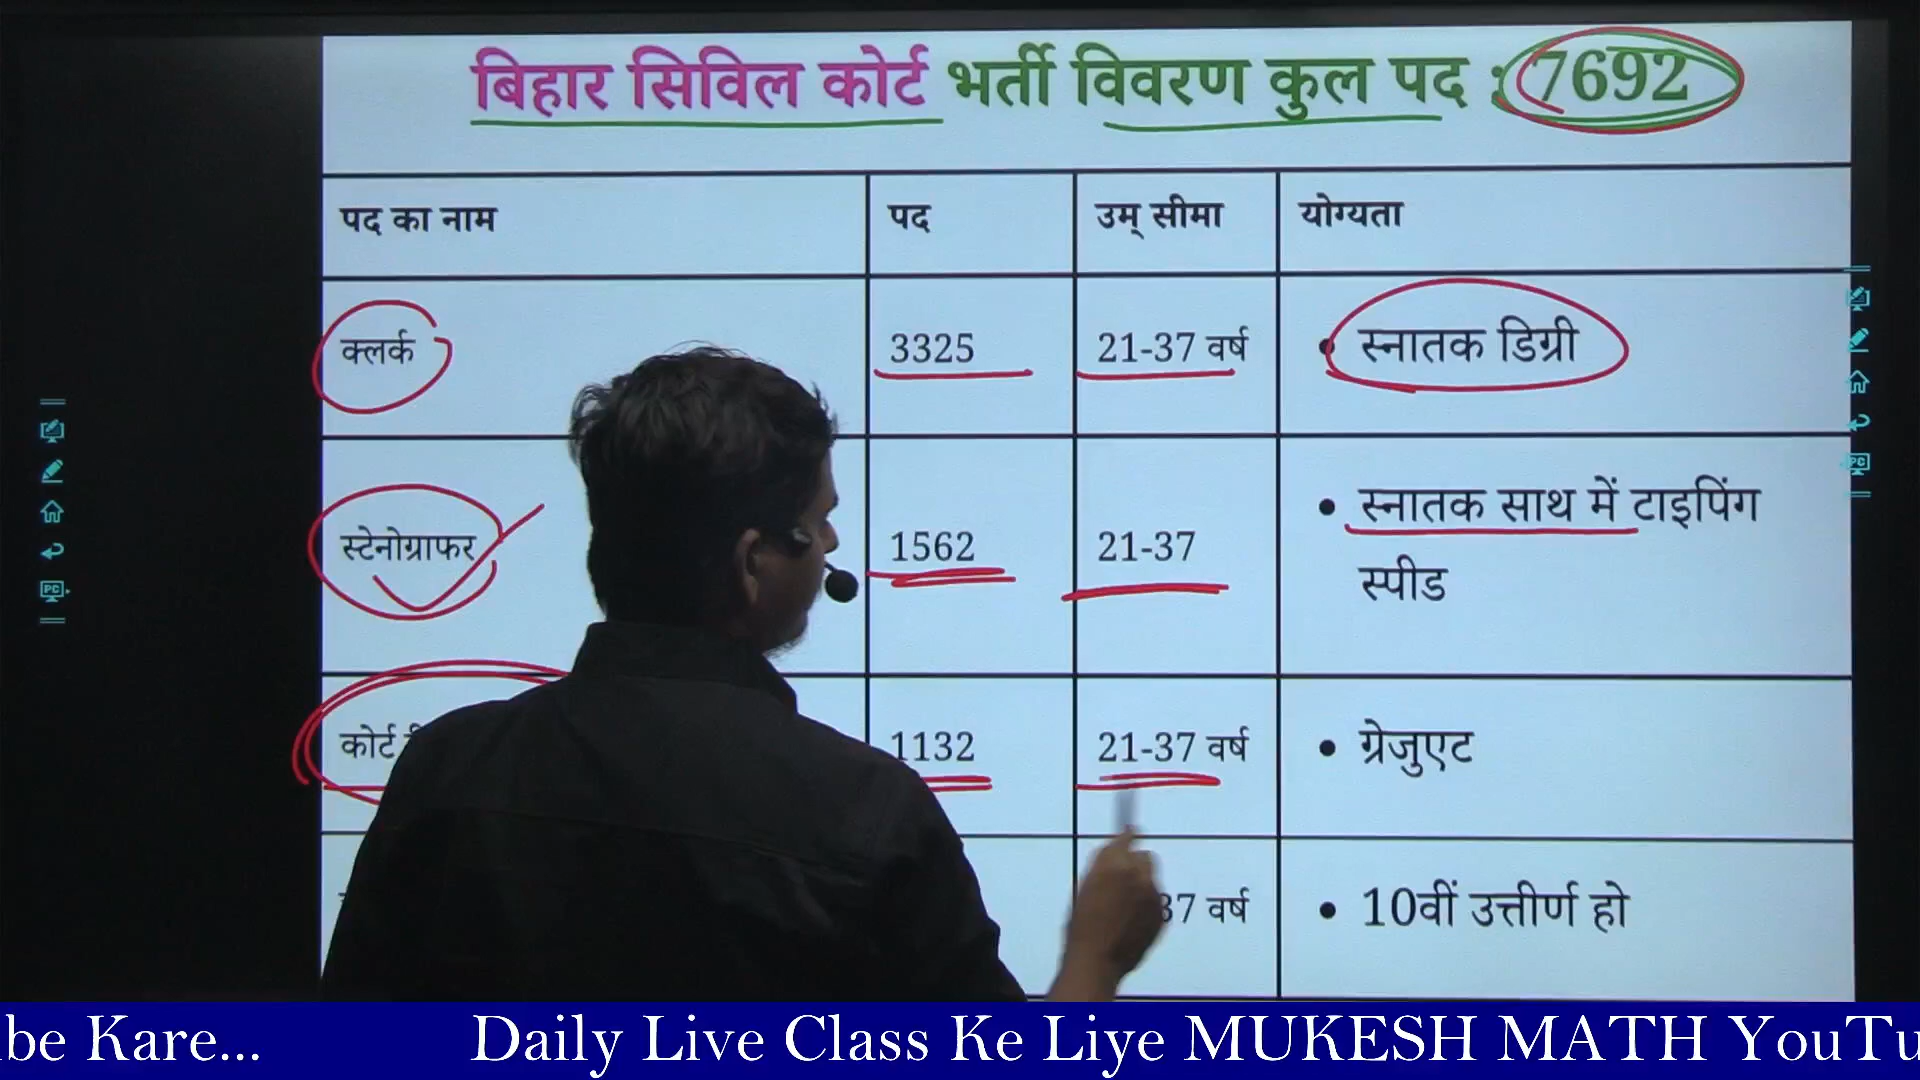 बिहार सिविल कोर्ट भर्ती विवरण कुल पद : 7692
पद का नाम पद उम् सीमा योग्यता
क्लर्क 3325 21-37 वर्ष • स्नातक डिग्री
स्टेनोग्राफर 1562 21-37 • स्नातक साथ में टाइपिंग
स्पीड
कोर्ट 1132 21-37 वर्ष • ग्रेजुएट
37 वर्ष • 10वीं उत्तीर्ण हो
be Kare... Daily Live Class Ke Liye MUKESH MATH YouTu
PC
PC